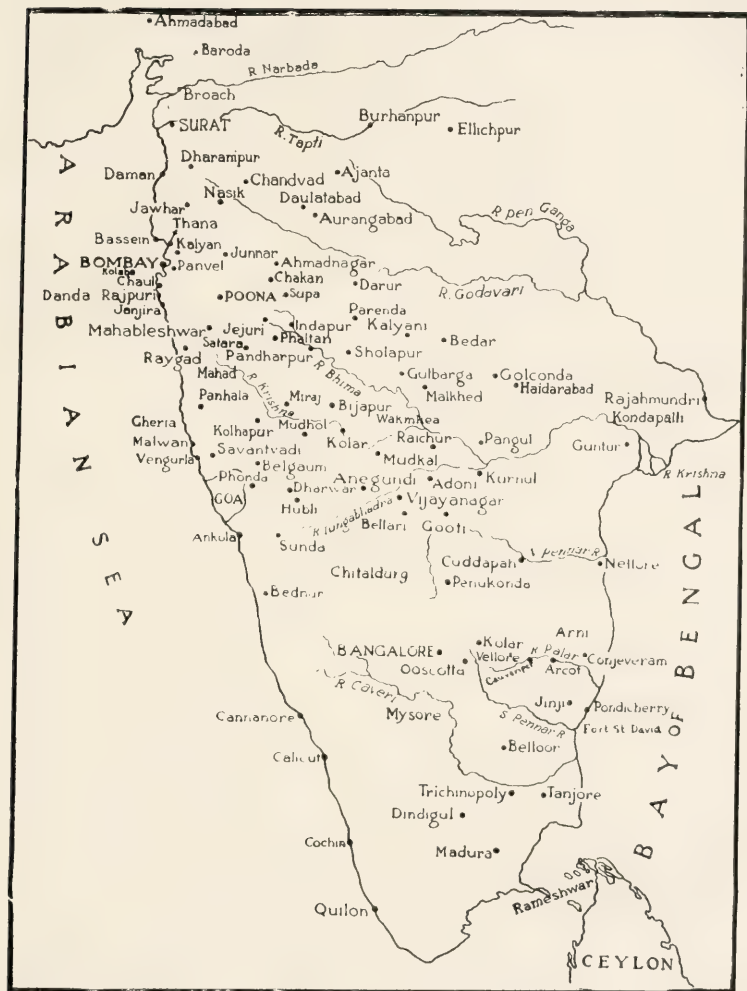 Ahmadabad
Baroda
R Narbada
Broach
SURAT
Burhanpur
R. Tapti
Ellichpur
Dharampur
Daman
Ajanta
Chandvad
Nasik
Daulatabad
Jawhar
Aurangabad
R pen Ganga
Thana
Bassein
Kalyan
Junnar
BOMBAY
Panvel
Ahmadnagar
Kolaba
Chakan
Darur
R. Godavari
Chaul
Danda Rajpuri
POONA
Supa
Janjira
Parenda
Jejuri
Indapur
Kalyani
Mahableshwar
Phaltan
Bedar
Satara
Raygad
Pandharpur
Sholapur
R Bhima
Mahad
Gulbarga
Golconda
Haidarabad
Malkhed
Rajahmundri
R Krishna
Panhala
Miraj
Bijapur
Kondapalli
Wakmkea
Gheria
Kolhapur
Mudhol
Kolar
Raichur
Pangul
Guntur
Malwan
Savantvadi
Mudkal
Vengurla
Belgaum
R Krishna
Phonda
Anegundi
Adoni
Kurnul
GOA
Dharwar
Vijayanagar
Hubli
R Tungabhadra
Bellari
Gooti
Ankola
Sunda
Cuddapah
N pennar R
Nellore
Chitaldurg
Penukonda
Bednur
Arni
BANGALORE
Kolar
R Palar
Vellore
Conjeveram
Ooscotta
Arcot
R Caveri
Mysore
Jinji
Pondicherry
Cannanore
S Pennar R
Fort St David
Belloor
Calicut
Trichinopoly
Tanjore
Dindigul
Cochin
Madura
Rameshwar
Quilon
CEYLON
ARABIAN SEA
BAY OF BENGAL